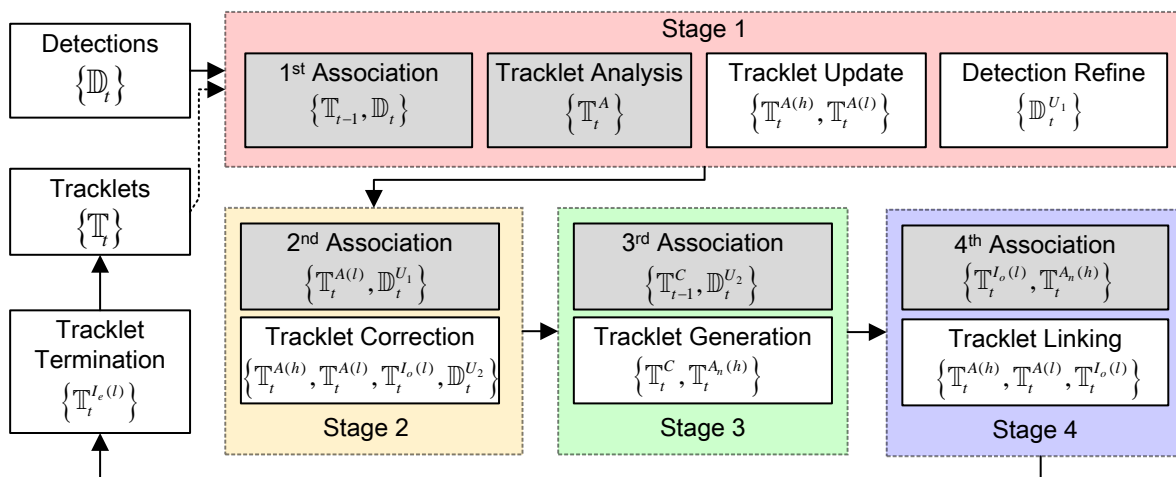 Detections
{𝔻_t}
Tracklets
{𝕋_t}
Tracklet
Termination
{𝕋_t^{I_e(l)}}
Stage 1
1st Association
{𝕋_{t-1}, 𝔻_t}
Tracklet Analysis
{𝕋_t^A}
Tracklet Update
{𝕋_t^{A(h)}, 𝕋_t^{A(l)}}
Detection Refine
{𝔻_t^{U_1}}
2nd Association
{𝕋_t^{A(l)}, 𝔻_t^{U_1}}
Tracklet Correction
{𝕋_t^{A(h)}, 𝕋_t^{A(l)}, 𝕋_t^{I_o(l)}, 𝔻_t^{U_2}}
Stage 2
3rd Association
{𝕋_{t-1}^C, 𝔻_t^{U_2}}
Tracklet Generation
{𝕋_t^C, 𝕋_t^{A_n(h)}}
Stage 3
4th Association
{𝕋_t^{I_o(l)}, 𝕋_t^{A_n(h)}}
Tracklet Linking
{𝕋_t^{A(h)}, 𝕋_t^{A(l)}, 𝕋_t^{I_o(l)}}
Stage 4